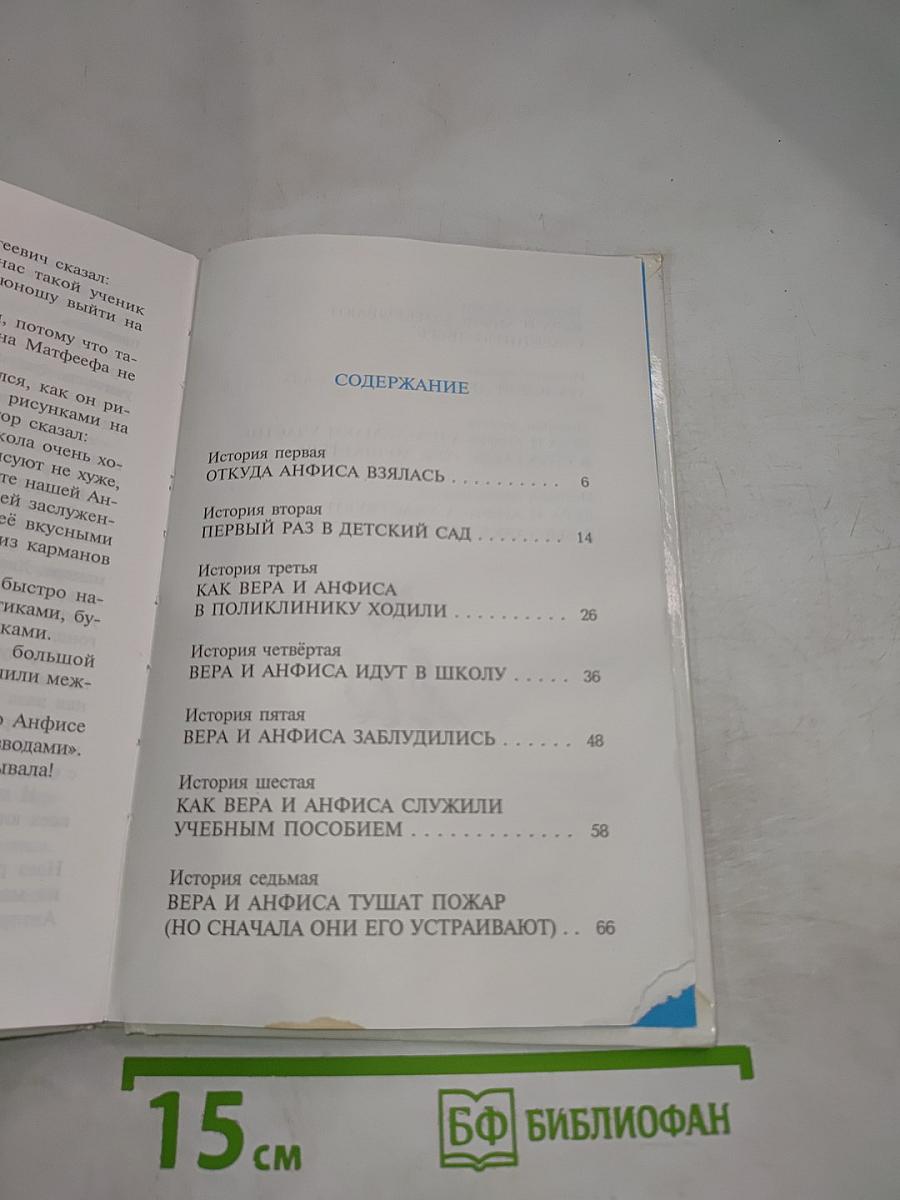 геевич сказал:
нас такой ученик
юношу выйти на
, потому что та-
на Матфеефа не
лся, как он ри-
рисунками на
ор сказал:
кола очень хо-
суют не хуже,
те нашей Ан-
ей заслужен-
её вкусными
из карманов
быстро на-
тиками, бу-
ками.
большой
или меж-
о Анфисе
зводами».
ывала!
СОДЕРЖАНИЕ
История первая
ОТКУДА АНФИСА ВЗЯЛАСЬ . . . . . . . . . . 6
История вторая
ПЕРВЫЙ РАЗ В ДЕТСКИЙ САД . . . . . . . . 14
История третья
КАК ВЕРА И АНФИСА
В ПОЛИКЛИНИКУ ХОДИЛИ . . . . . . . . . . 26
История четвёртая
ВЕРА И АНФИСА ИДУТ В ШКОЛУ . . . . . 36
История пятая
ВЕРА И АНФИСА ЗАБЛУДИЛИСЬ . . . . . . 48
История шестая
КАК ВЕРА И АНФИСА СЛУЖИЛИ
УЧЕБНЫМ ПОСОБИЕМ . . . . . . . . . . . . . 58
История седьмая
ВЕРА И АНФИСА ТУШАТ ПОЖАР
(НО СНАЧАЛА ОНИ ЕГО УСТРАИВАЮТ) . . 66
15 см
БФ БИБЛИОФАН